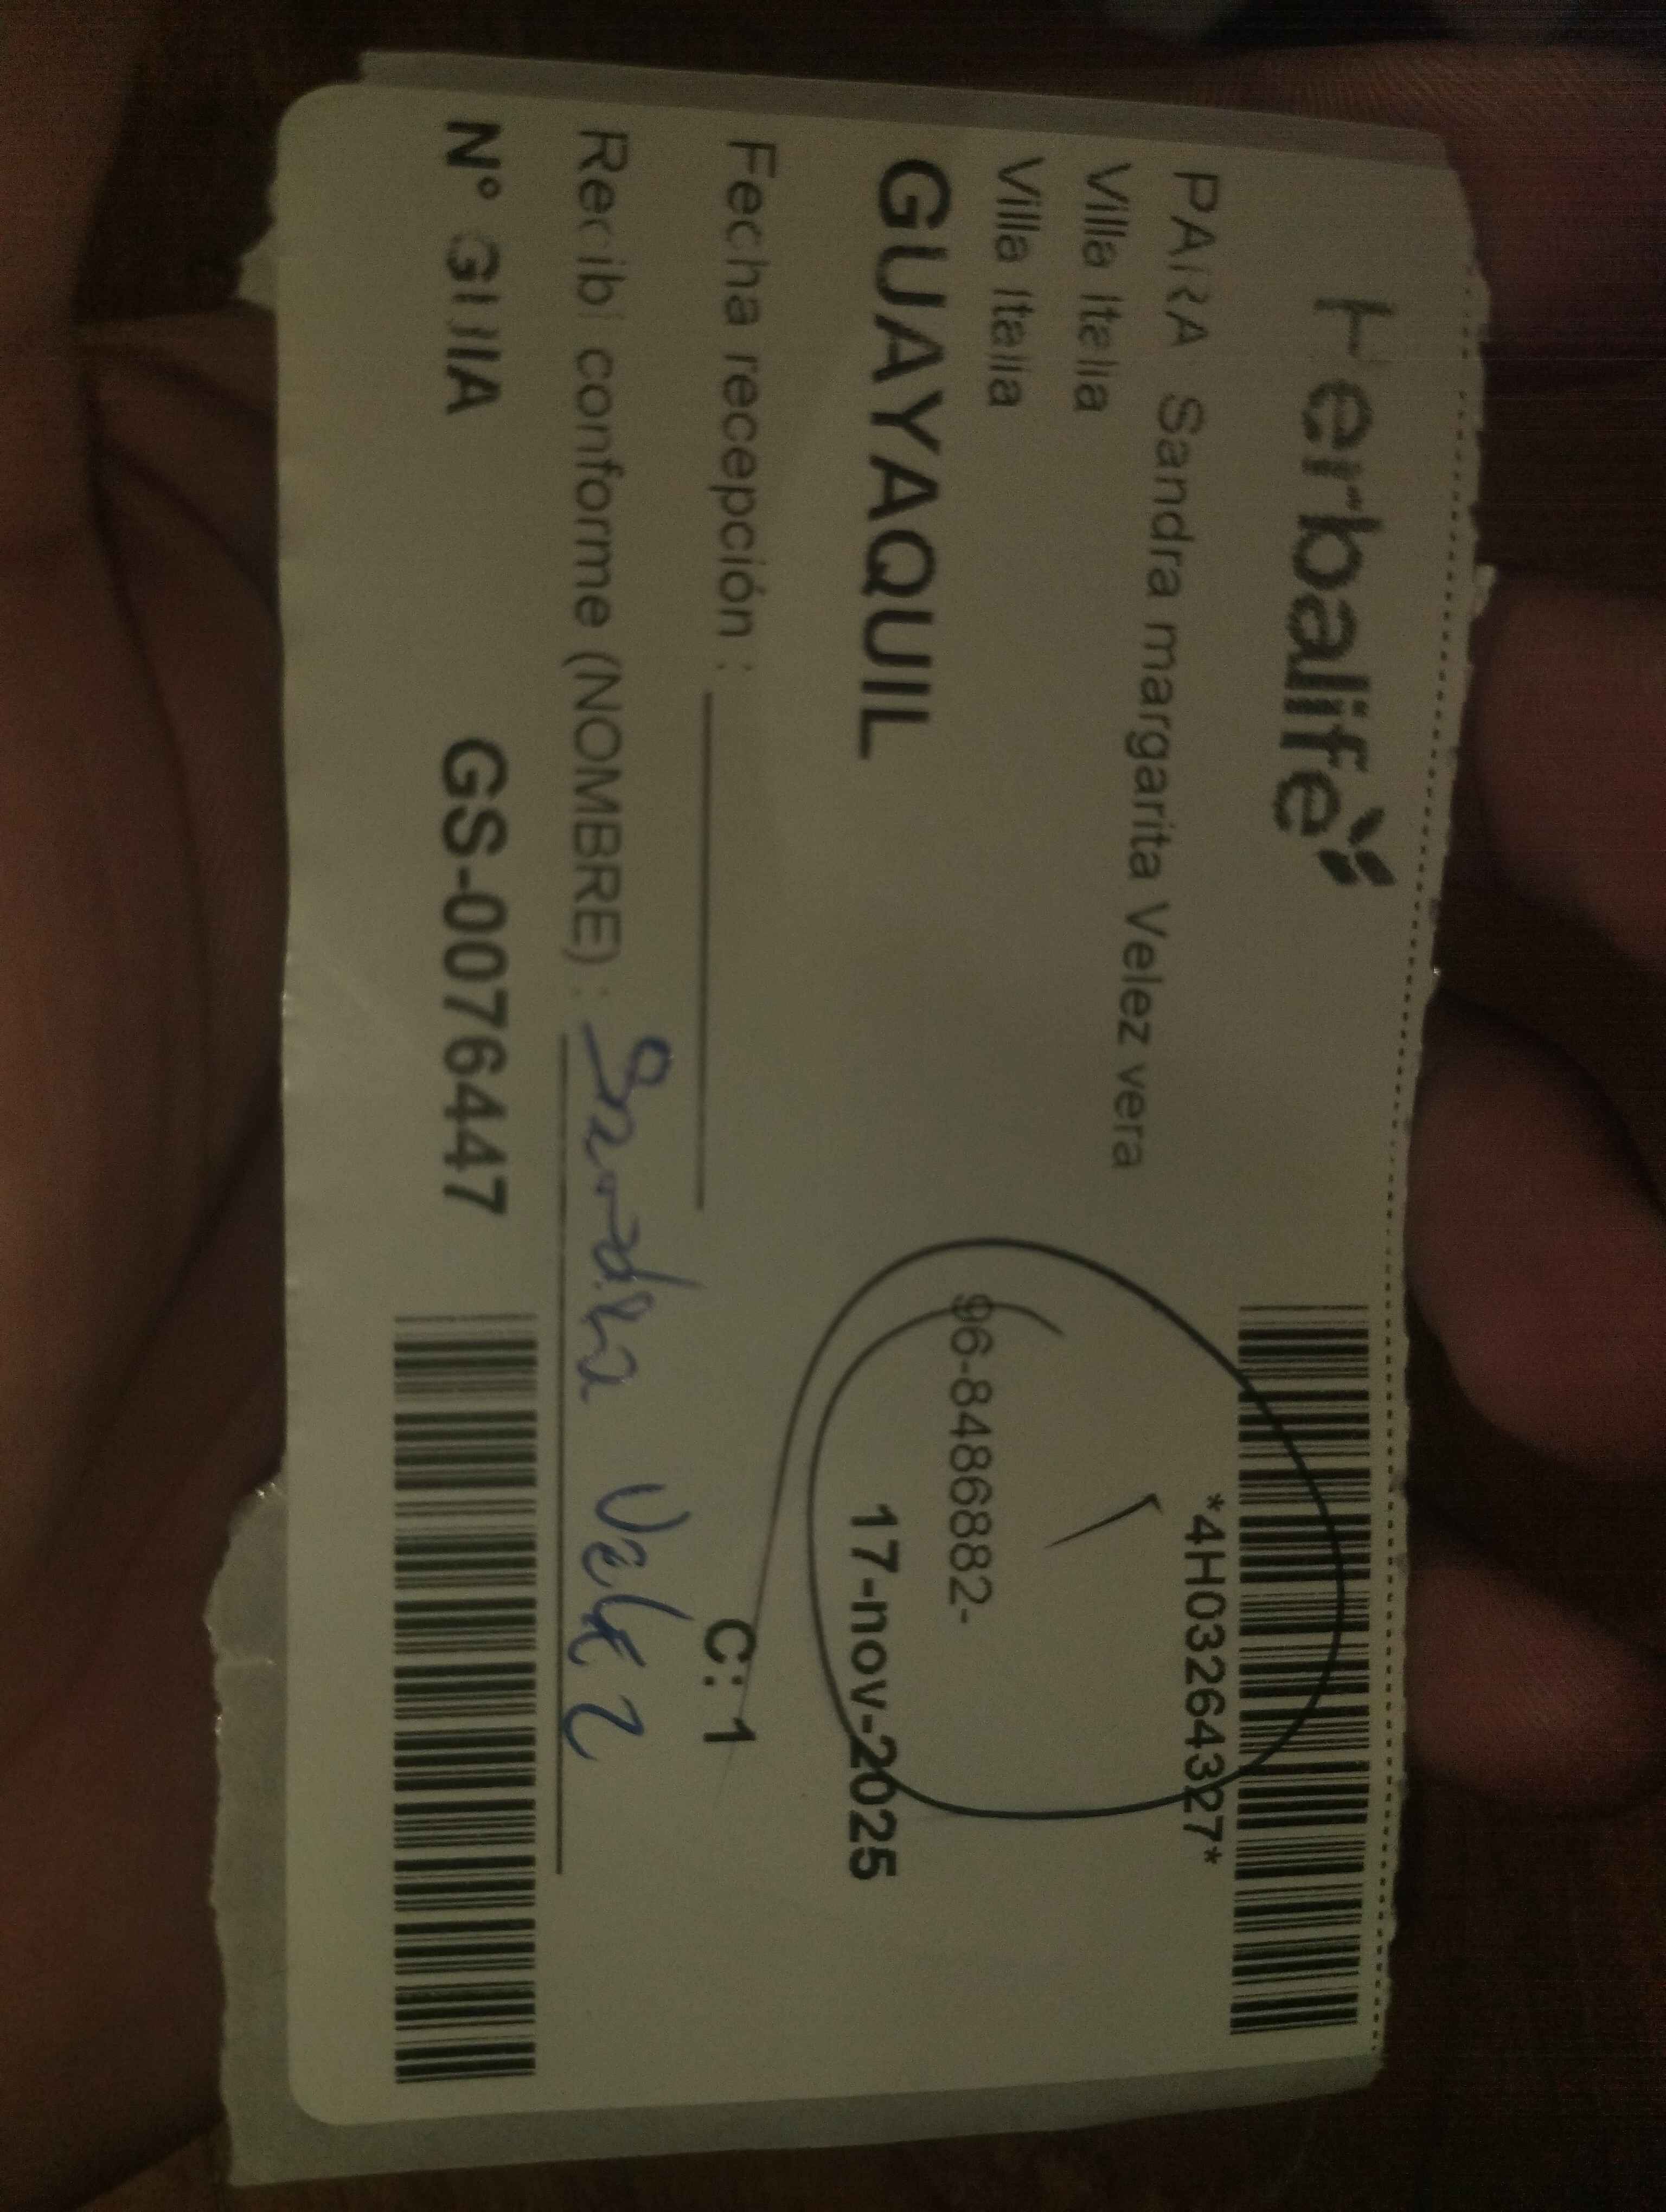 Herbalife
*4H03264327*
PARA Sandra margarita Velez vera
Villa Italia
Villa Italia
96-8486882-
GUAYAQUIL
17-nov-2025
Fecha recepción :
C: 1
Recibi conforme (NOMBRE) : Sandra Velez
N° GUIA GS-0076447